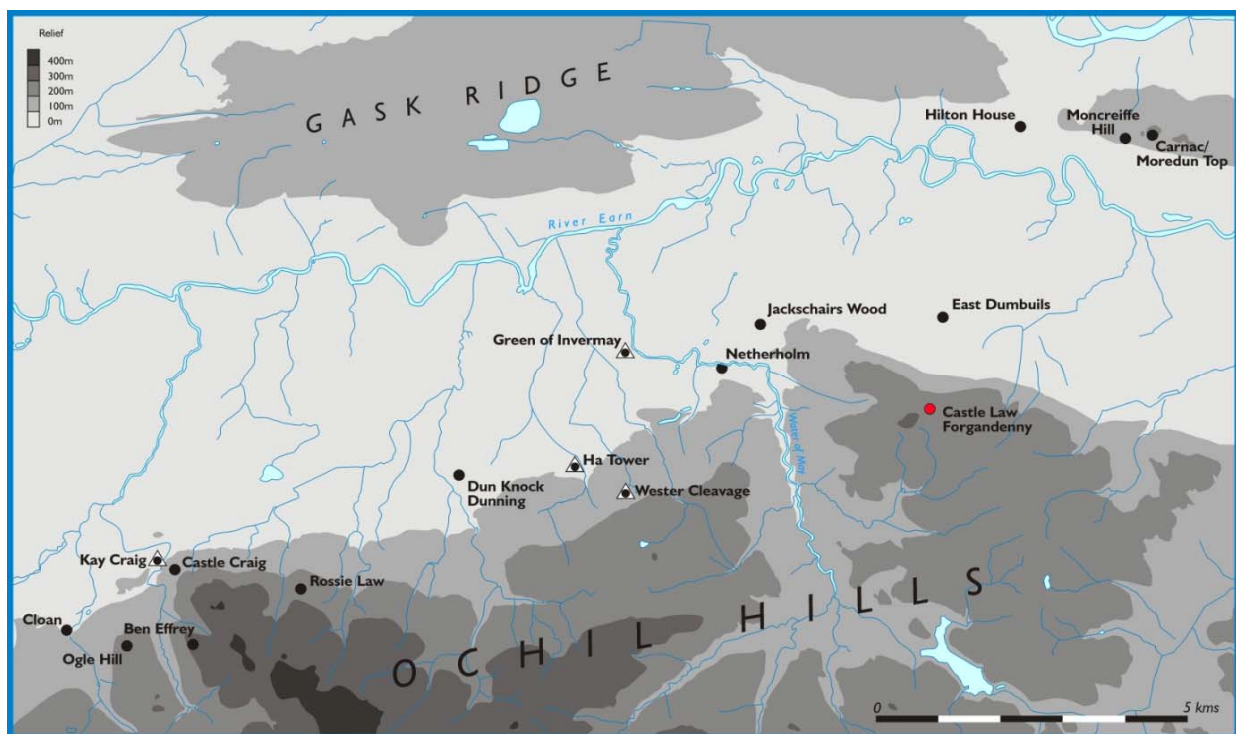 Relief
400m
300m
200m
100m
0m
GASK RIDGE
Hilton House
Moncreiffe
Hill
Carnac/
Moredun Top
River Earn
Jackschairs Wood
East Dumbuils
Green of Invermay
Netherholm
Castle Law
Forgandenny
Water of May
Ha Tower
Dun Knock
Dunning
Wester Cleavage
Kay Craig
Castle Craig
Rossie Law
Cloan
Ben Effrey
Ogle Hill
OCHIL HILLS
0 5 kms